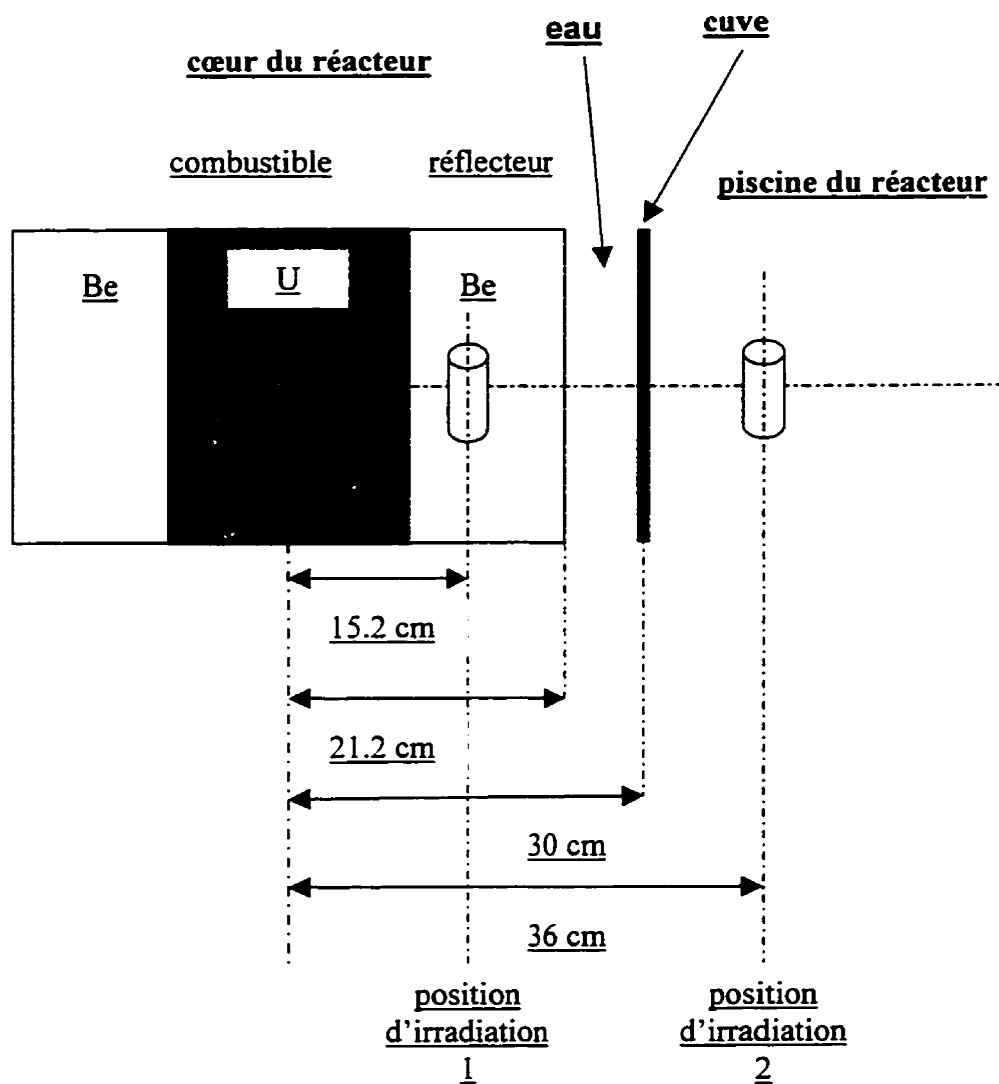 eau
cuve
cœur du réacteur
combustible
réflecteur
piscine du réacteur
Be
U
Be
15.2 cm
21.2 cm
30 cm
36 cm
position
d'irradiation
1
position
d'irradiation
2